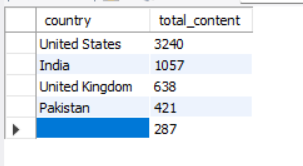 country total_content
United States 3240
India 1057
United Kingdom 638
Pakistan 421
287